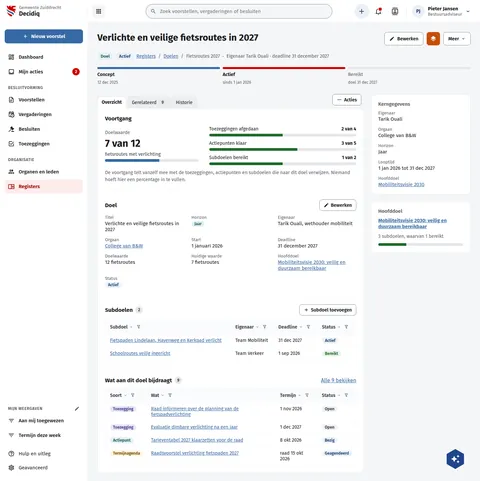 Gemeente Zuiddrecht
Decidiq
Zoek voorstellen, vergaderingen of besluiten
PJ
Pieter Jansen
Bestuursadviseur
+ Nieuw voorstel
Dashboard
Mijn acties
2
BESLUITVORMING
Voorstellen
Vergaderingen
Besluiten
Toezeggingen
ORGANISATIE
Organen en leden
Registers
MIJN WEERGAVEN
Aan mij toegewezen
Termijn deze week
Hulp en uitleg
Geavanceerd
Verlichte en veilige fietsroutes in 2027
Bewerken
Meer
Doel
Actief
Registers / Doelen / Fietsroutes 2027 – Eigenaar Tarik Ouali · deadline 31 december 2027
Concept
12 dec 2025
Actief
sinds 1 jan 2026
Bereikt
doel 31 dec 2027
Overzicht
Gerelateerd 9
Historie
Acties
Voortgang
Doelwaarde
7 van 12
fietsroutes met verlichting
Toezeggingen afgedaan 2 van 4
Actiepunten klaar 3 van 5
Subdoelen bereikt 1 van 2
De voortgang telt vanzelf mee met de toezeggingen, actiepunten en subdoelen die naar dit doel verwijzen. Niemand
hoeft hier een percentage in te vullen.
Doel
Bewerken
Titel
Verlichte en veilige fietsroutes in
2027
Horizon
Jaar
Eigenaar
Tarik Ouali, wethouder mobiliteit
Orgaan
College van B&W
Start
1 januari 2026
Deadline
31 december 2027
Doelwaarde
12 fietsroutes
Huidige waarde
7 fietsroutes
Hoofddoel
Mobiliteitsvisie 2030: veilig en
duurzaam bereikbaar
Status
Actief
Subdoelen 2
+ Subdoel toevoegen
Subdoel
Eigenaar
Deadline
Status
Fietspaden Lindelaan, Havenweg en kerkpad verlicht
Team Mobiliteit
31 dec 2027
Actief
Schoolroutes veilig ingericht
Team Verkeer
1 sep 2026
Bereikt
Wat aan dit doel bijdraagt 9
Alle 9 bekijken
Soort
Wat
Termijn
Status
Toezegging
Raad informeren over de planning van de
fietspadverlichting
1 nov 2026
Open
Toezegging
Evaluatie dimbare verlichting na een jaar
1 dec 2027
Open
Actiepunt
Tarieventabel 2027 klaarzetten voor de raad
8 okt 2026
Bezig
Termijnagenda
Raadsvoorstel verlichting fietspaden 2027
raad 15 okt
2026
Geagendeerd
Kerngegevens
Eigenaar
Tarik Ouali
Orgaan
College van B&W
Horizon
Jaar
Looptijd
1 jan 2026 tot 31 dec 2027
Hoofddoel
Mobiliteitsvisie 2030
Hoofddoel
Mobiliteitsvisie 2030: veilig en
duurzaam bereikbaar
2 subdoelen, waarvan 1 bereikt